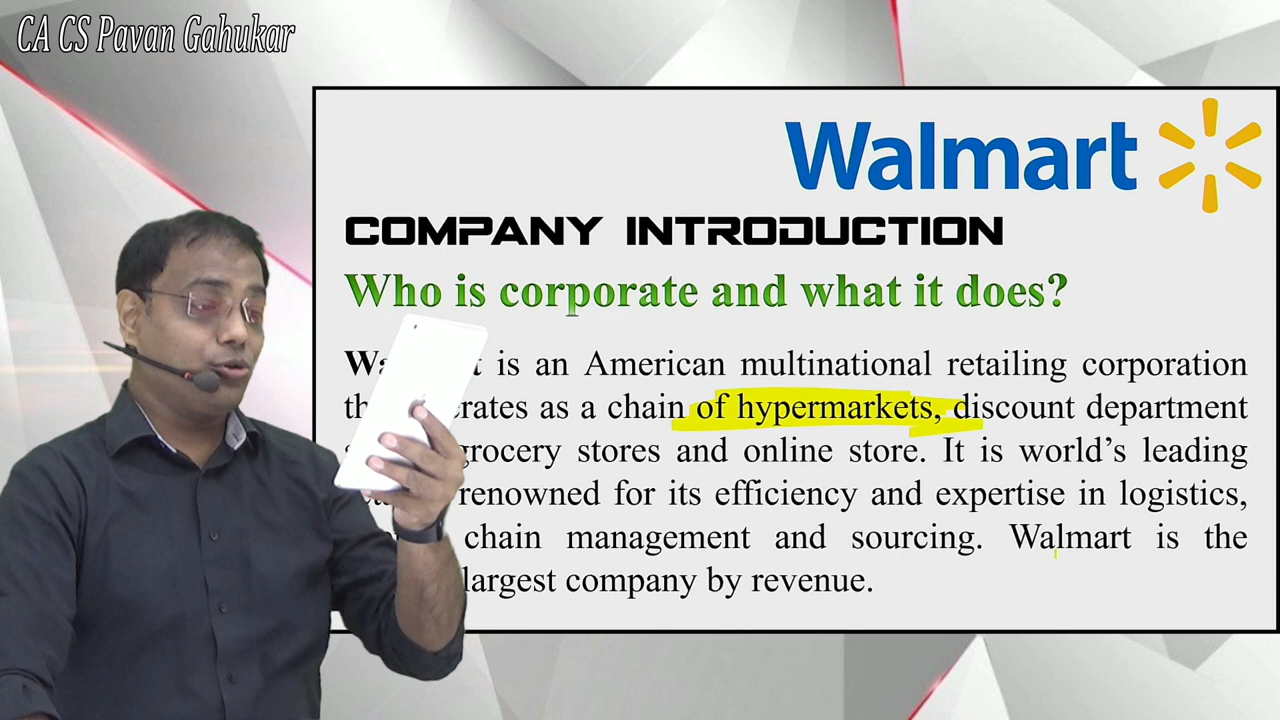 CA CS Pavan Gahukar
Walmart
COMPANY INTRODUCTION
Who is corporate and what it does?
is an American multinational retailing corporation
as a chain of hypermarkets, discount department
grocery stores and online store. It is world’s leading
renowned for its efficiency and expertise in logistics,
chain management and sourcing. Walmart is the
largest company by revenue.